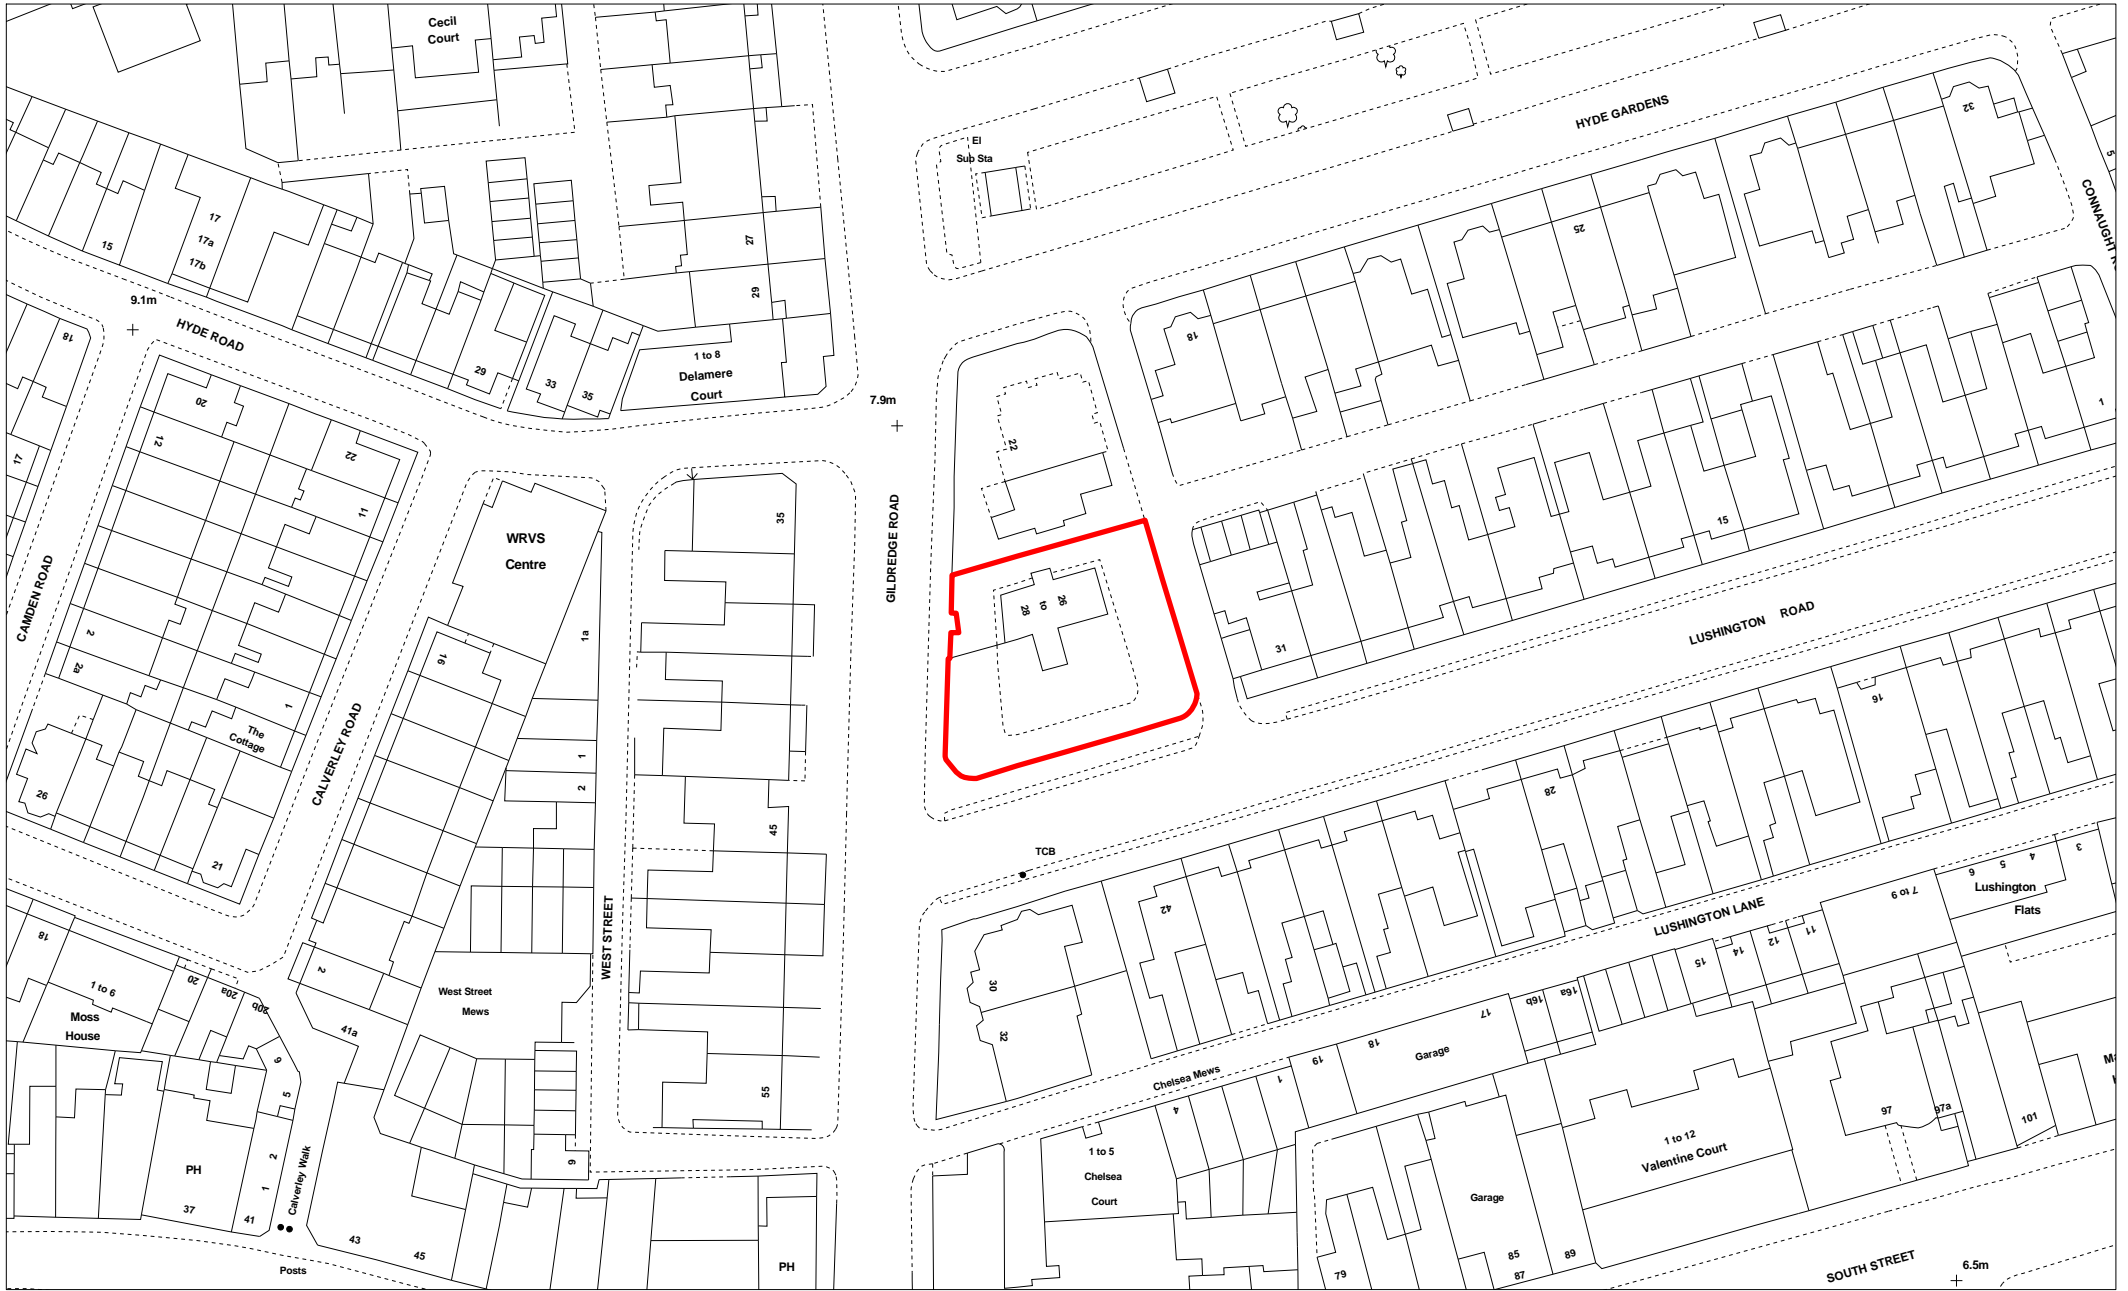 Cecil
Court
HYDE GARDENS
32
5
El
Sub Sta
CONNAUGHT
17
17a
17b
15
27
25
29
9.1m
HYDE ROAD
18
18
1 to 8
Delamere
Court
29
33
35
7.9m
20
12
22
22
17
11
1
15
35
WRVS
Centre
GILDREDGE ROAD
CAMDEN ROAD
26
to
28
LUSHINGTON ROAD
1a
2
2a
16
31
1
The
Cottage
CALVERLEY ROAD
16
1
2
26
28
45
21
TCB
3
4
5
6
Lushington
Flats
7 to 9
42
LUSHINGTON LANE
WEST STREET
18
11
12
14
15
20
20a
20b
2
1 to 6
Moss
House
West Street
Mews
30
32
16a
16b
17
18
19
Garage
41a
9
5
Chelsea Mews
1
4
55
97
97a
101
1 to 12
Valentine Court
1 to 5
Chelsea
Court
PH
2
1
Calverley Walk
9
37
41
43
45
Garage
85
87
89
79
Posts
PH
SOUTH STREET
6.5m